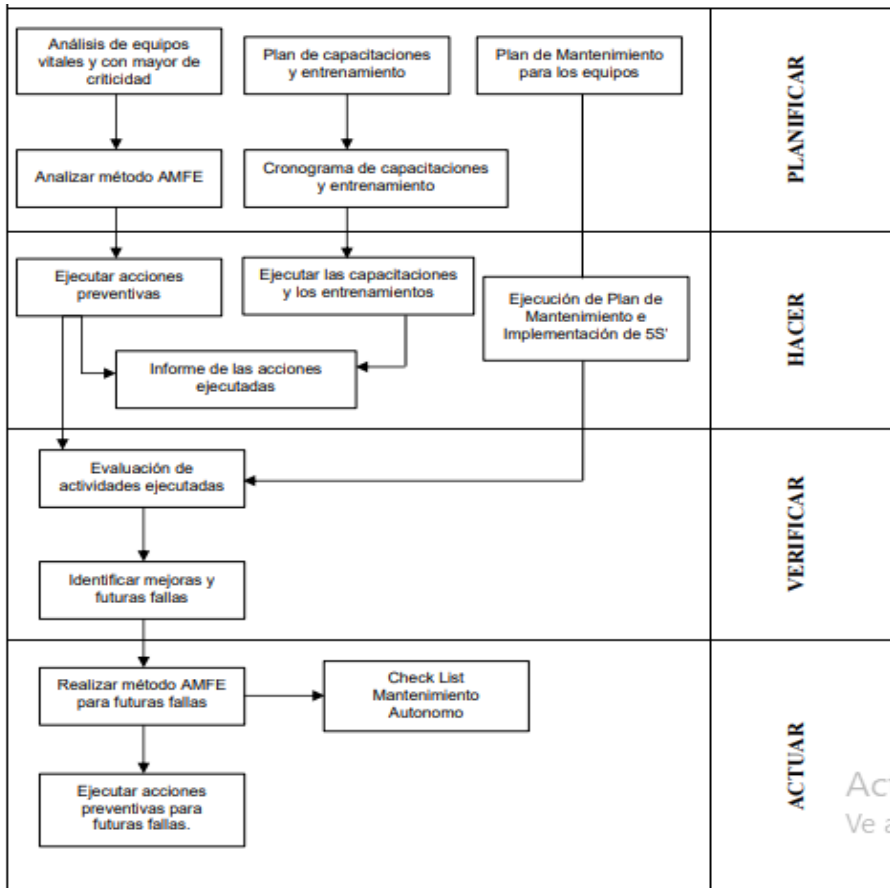 Análisis de equipos
vitales y con mayor de
criticidad
Plan de capacitaciones
y entrenamiento
Plan de Mantenimiento
para los equipos
Analizar método AMFE
Cronograma de capacitaciones
y entrenamiento
PLANIFICAR
Ejecutar acciones
preventivas
Ejecutar las capacitaciones
y los entrenamientos
Ejecución de Plan de
Mantenimiento e
Implementación de 5S'
Informe de las acciones
ejecutadas
HACER
Evaluación de
actividades ejecutadas
Identificar mejoras y
futuras fallas
VERIFICAR
Realizar método AMFE
para futuras fallas
Check List
Mantenimiento
Autonomo
Ejecutar acciones
preventivas para
futuras fallas.
ACTUAR
Act
Ve a